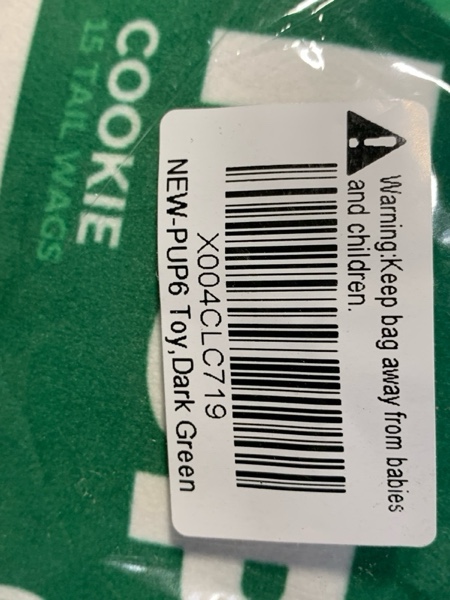 COOKIE
15 TAIL WAGS
Warning:Keep bag away from babies
and children.
X004CLC719
NEW-PUP6 Toy,Dark Green